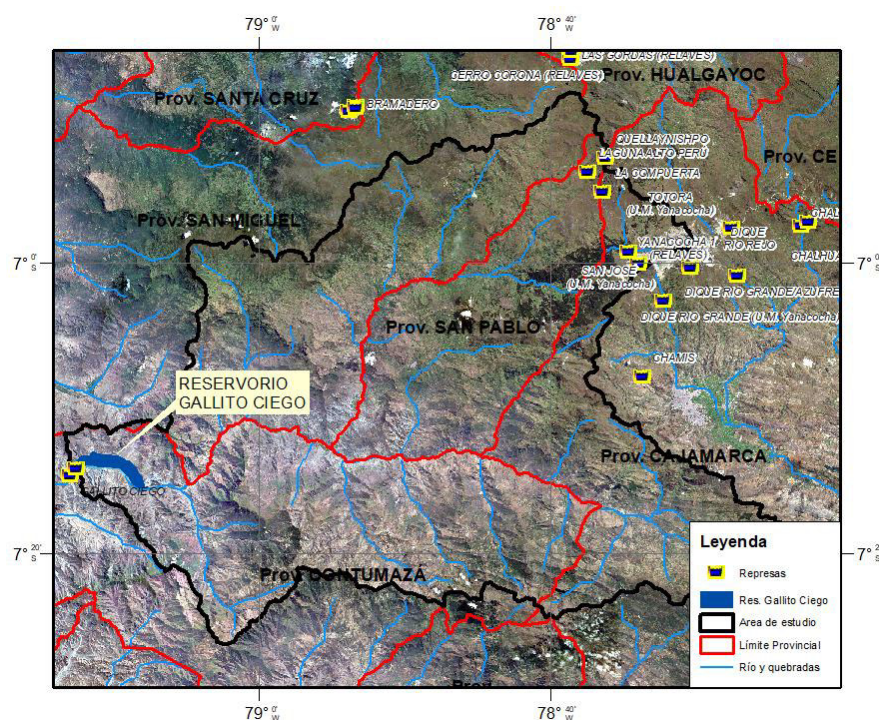 79° 0' W
78° 40' W
LAS GORDAS (RELAVES)
CERRO CORONA (RELAVES)
Prov. HUALGAYOC
Prov. SANTA CRUZ
BRAMADERO
QUELLAYNISHPO
LAGUNA ALTO PERÚ
Prov. CE
LA COMPUERTA
TOTORA
(U.M. Yanacocha)
Prov. SAN MIGUEL
DIQUE
RIO REJO
YANACOCHA 1
(RELAVES)
7° 0' S
7° 0' S
SAN JOSE
(U.M. Yanacocha)
DIQUE RIO GRANDE/AZUFRE
DIQUE RIO GRANDE (U.M. Yanacocha)
Prov. SAN PABLO
CHAMIS
RESERVORIO
GALLITO CIEGO
Prov. CAJAMARCA
GALLITO CIEGO
7° 20' S
Prov. CONTUMAZÁ
Leyenda
Represas
Res. Gallito Ciego
Area de estudio
Límite Provincial
Río y quebradas
79° 0' W
78° 40' W